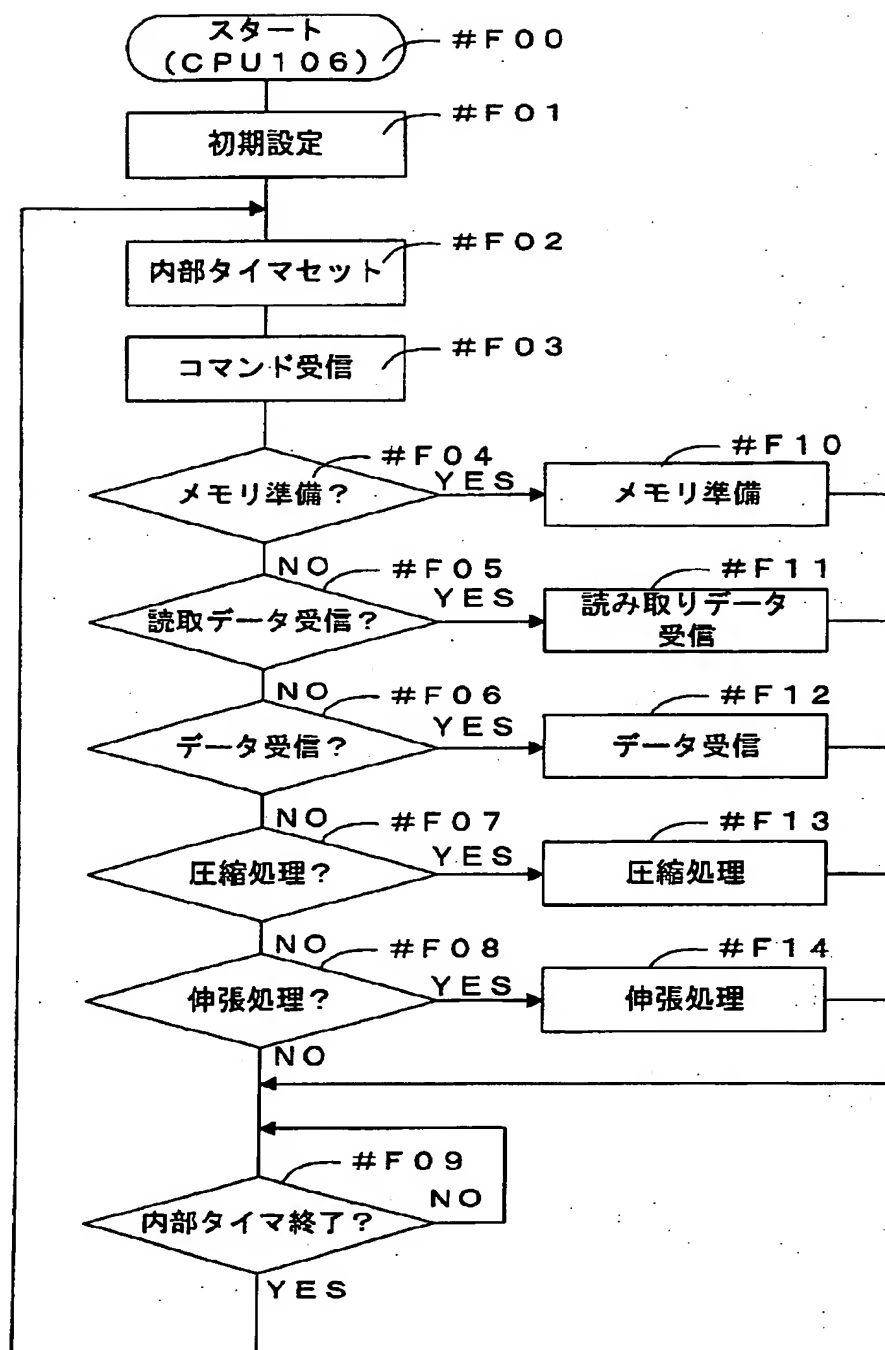 スタート
(CPU106)
#F00
#F01
初期設定
#F02
内部タイマセット
#F03
コマンド受信
#F04
メモリ準備?
YES
#F10
メモリ準備
NO
#F05
読取データ受信?
YES
#F11
読み取りデータ
受信
NO
#F06
データ受信?
YES
#F12
データ受信
NO
#F07
圧縮処理?
YES
#F13
圧縮処理
NO
#F08
伸張処理?
YES
#F14
伸張処理
NO
#F09
内部タイマ終了?
NO
YES